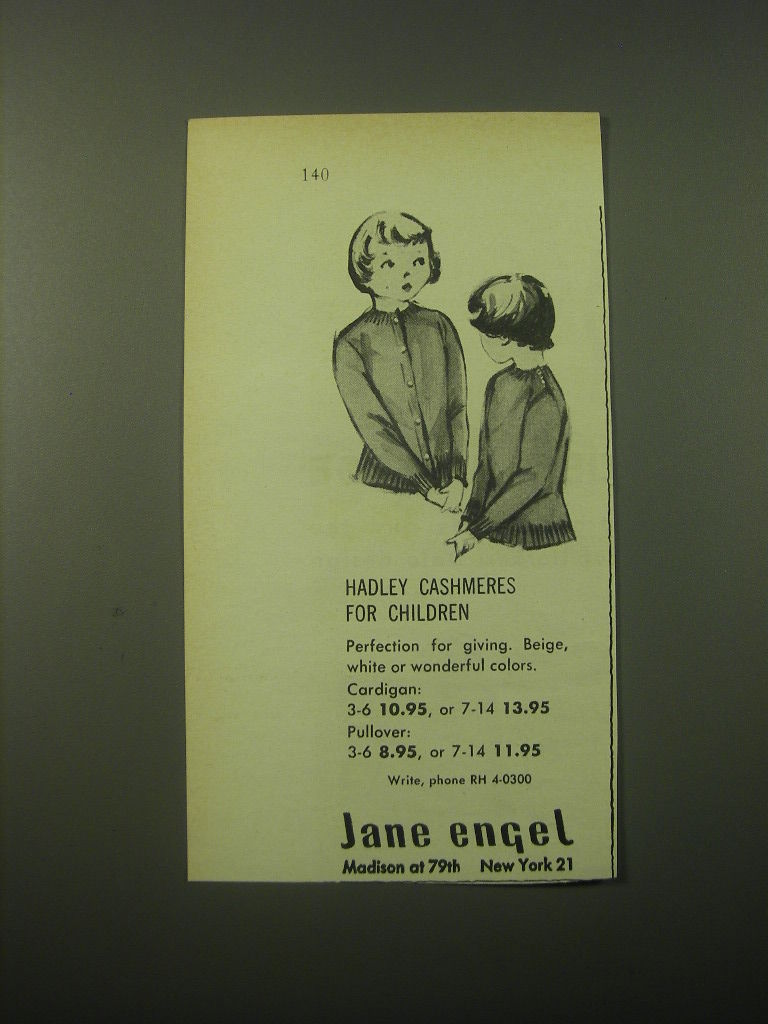 140
HADLEY CASHMERES
FOR CHILDREN
Perfection for giving. Beige,
white or wonderful colors.
Cardigan:
3-6 10.95, or 7-14 13.95
Pullover:
3-6 8.95, or 7-14 11.95
Write, phone RH 4-0300
Jane engel
Madison at 79th New York 21